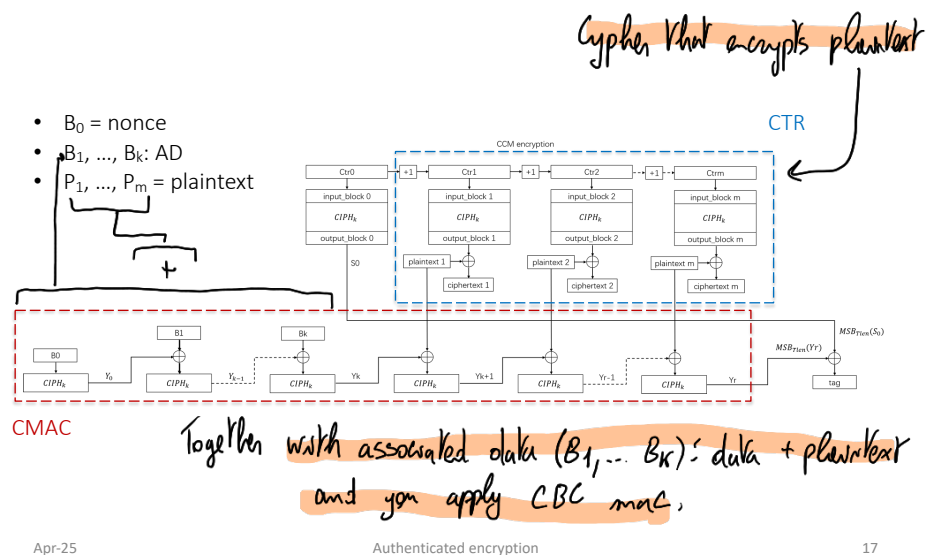 Cypher that encrypts plaintext
• B₀ = nonce
• B₁, …, Bₖ: AD
• P₁, …, Pₘ = plaintext
+
CTR
CCM encryption
Ctr0 +1 Ctr1 +1 Ctr2 +1 Ctrm
input_block 0 input_block 1 input_block 2 input_block m
CIPHₖ CIPHₖ CIPHₖ CIPHₖ
output_block 0 output_block 1 output_block 2 output_block m
S0 plaintext 1 plaintext 2 plaintext m
ciphertext 1 ciphertext 2 ciphertext m
B0 B1 Bk
MSB_Tlen(S₀)
Y₀ Yₖ₋₁ Yk Yk+1 Yr-1 MSB_Tlen(Yr)
CIPHₖ CIPHₖ CIPHₖ CIPHₖ CIPHₖ CIPHₖ Yr tag
CMAC
Together with associated data (B1,... BK): data + plaintext
and you apply CBC mac.
Apr-25 Authenticated encryption 17